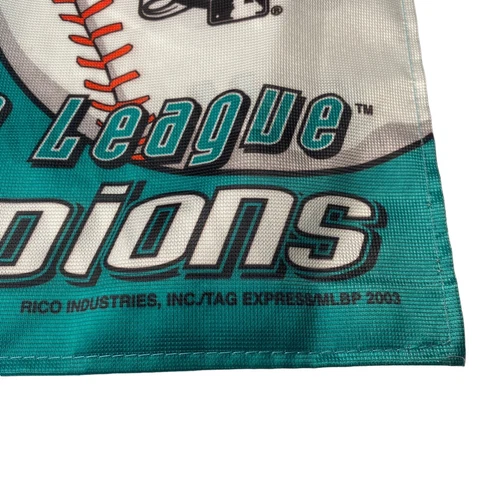 League™
pions
RICO INDUSTRIES, INC./TAG EXPRESS/MLBP 2003